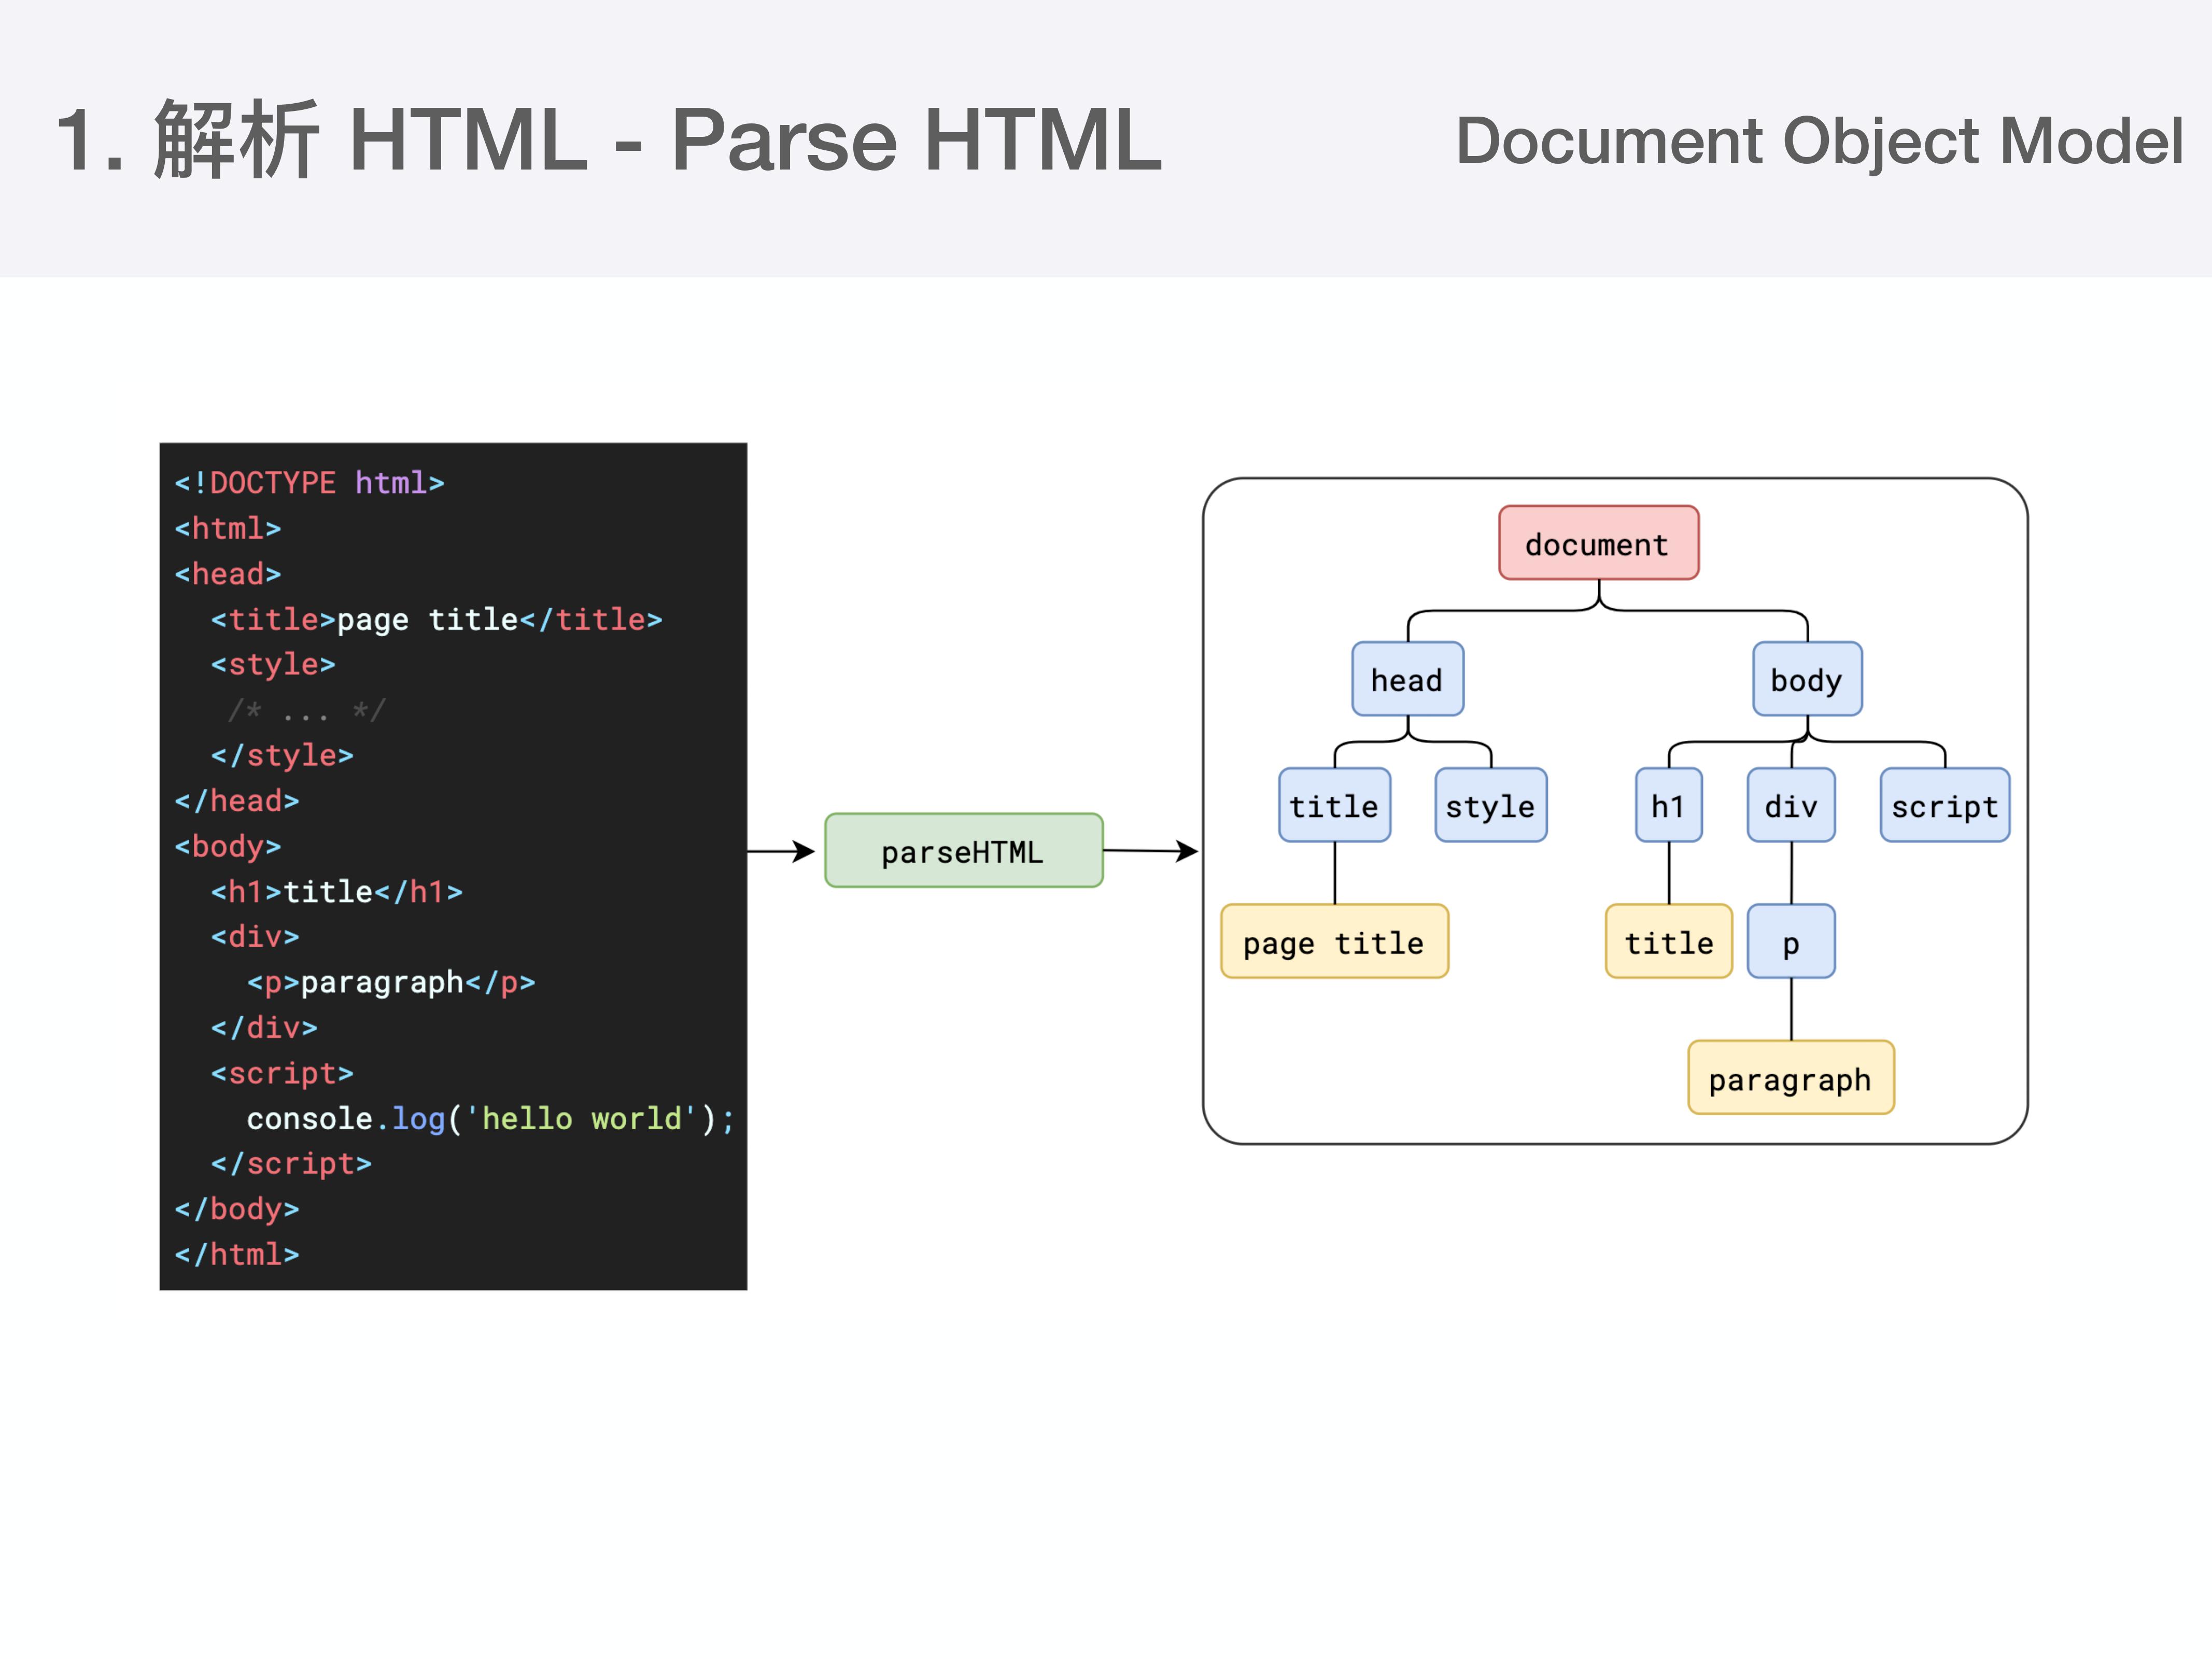 1. 解析 HTML - Parse HTML
Document Object Model
<!DOCTYPE html>
<html>
<head>
  <title>page title</title>
  <style>
   /* ... */
  </style>
</head>
<body>
  <h1>title</h1>
  <div>
    <p>paragraph</p>
  </div>
  <script>
    console.log('hello world');
  </script>
</body>
</html>
parseHTML
document
head
body
title
style
h1
div
script
page title
title
p
paragraph